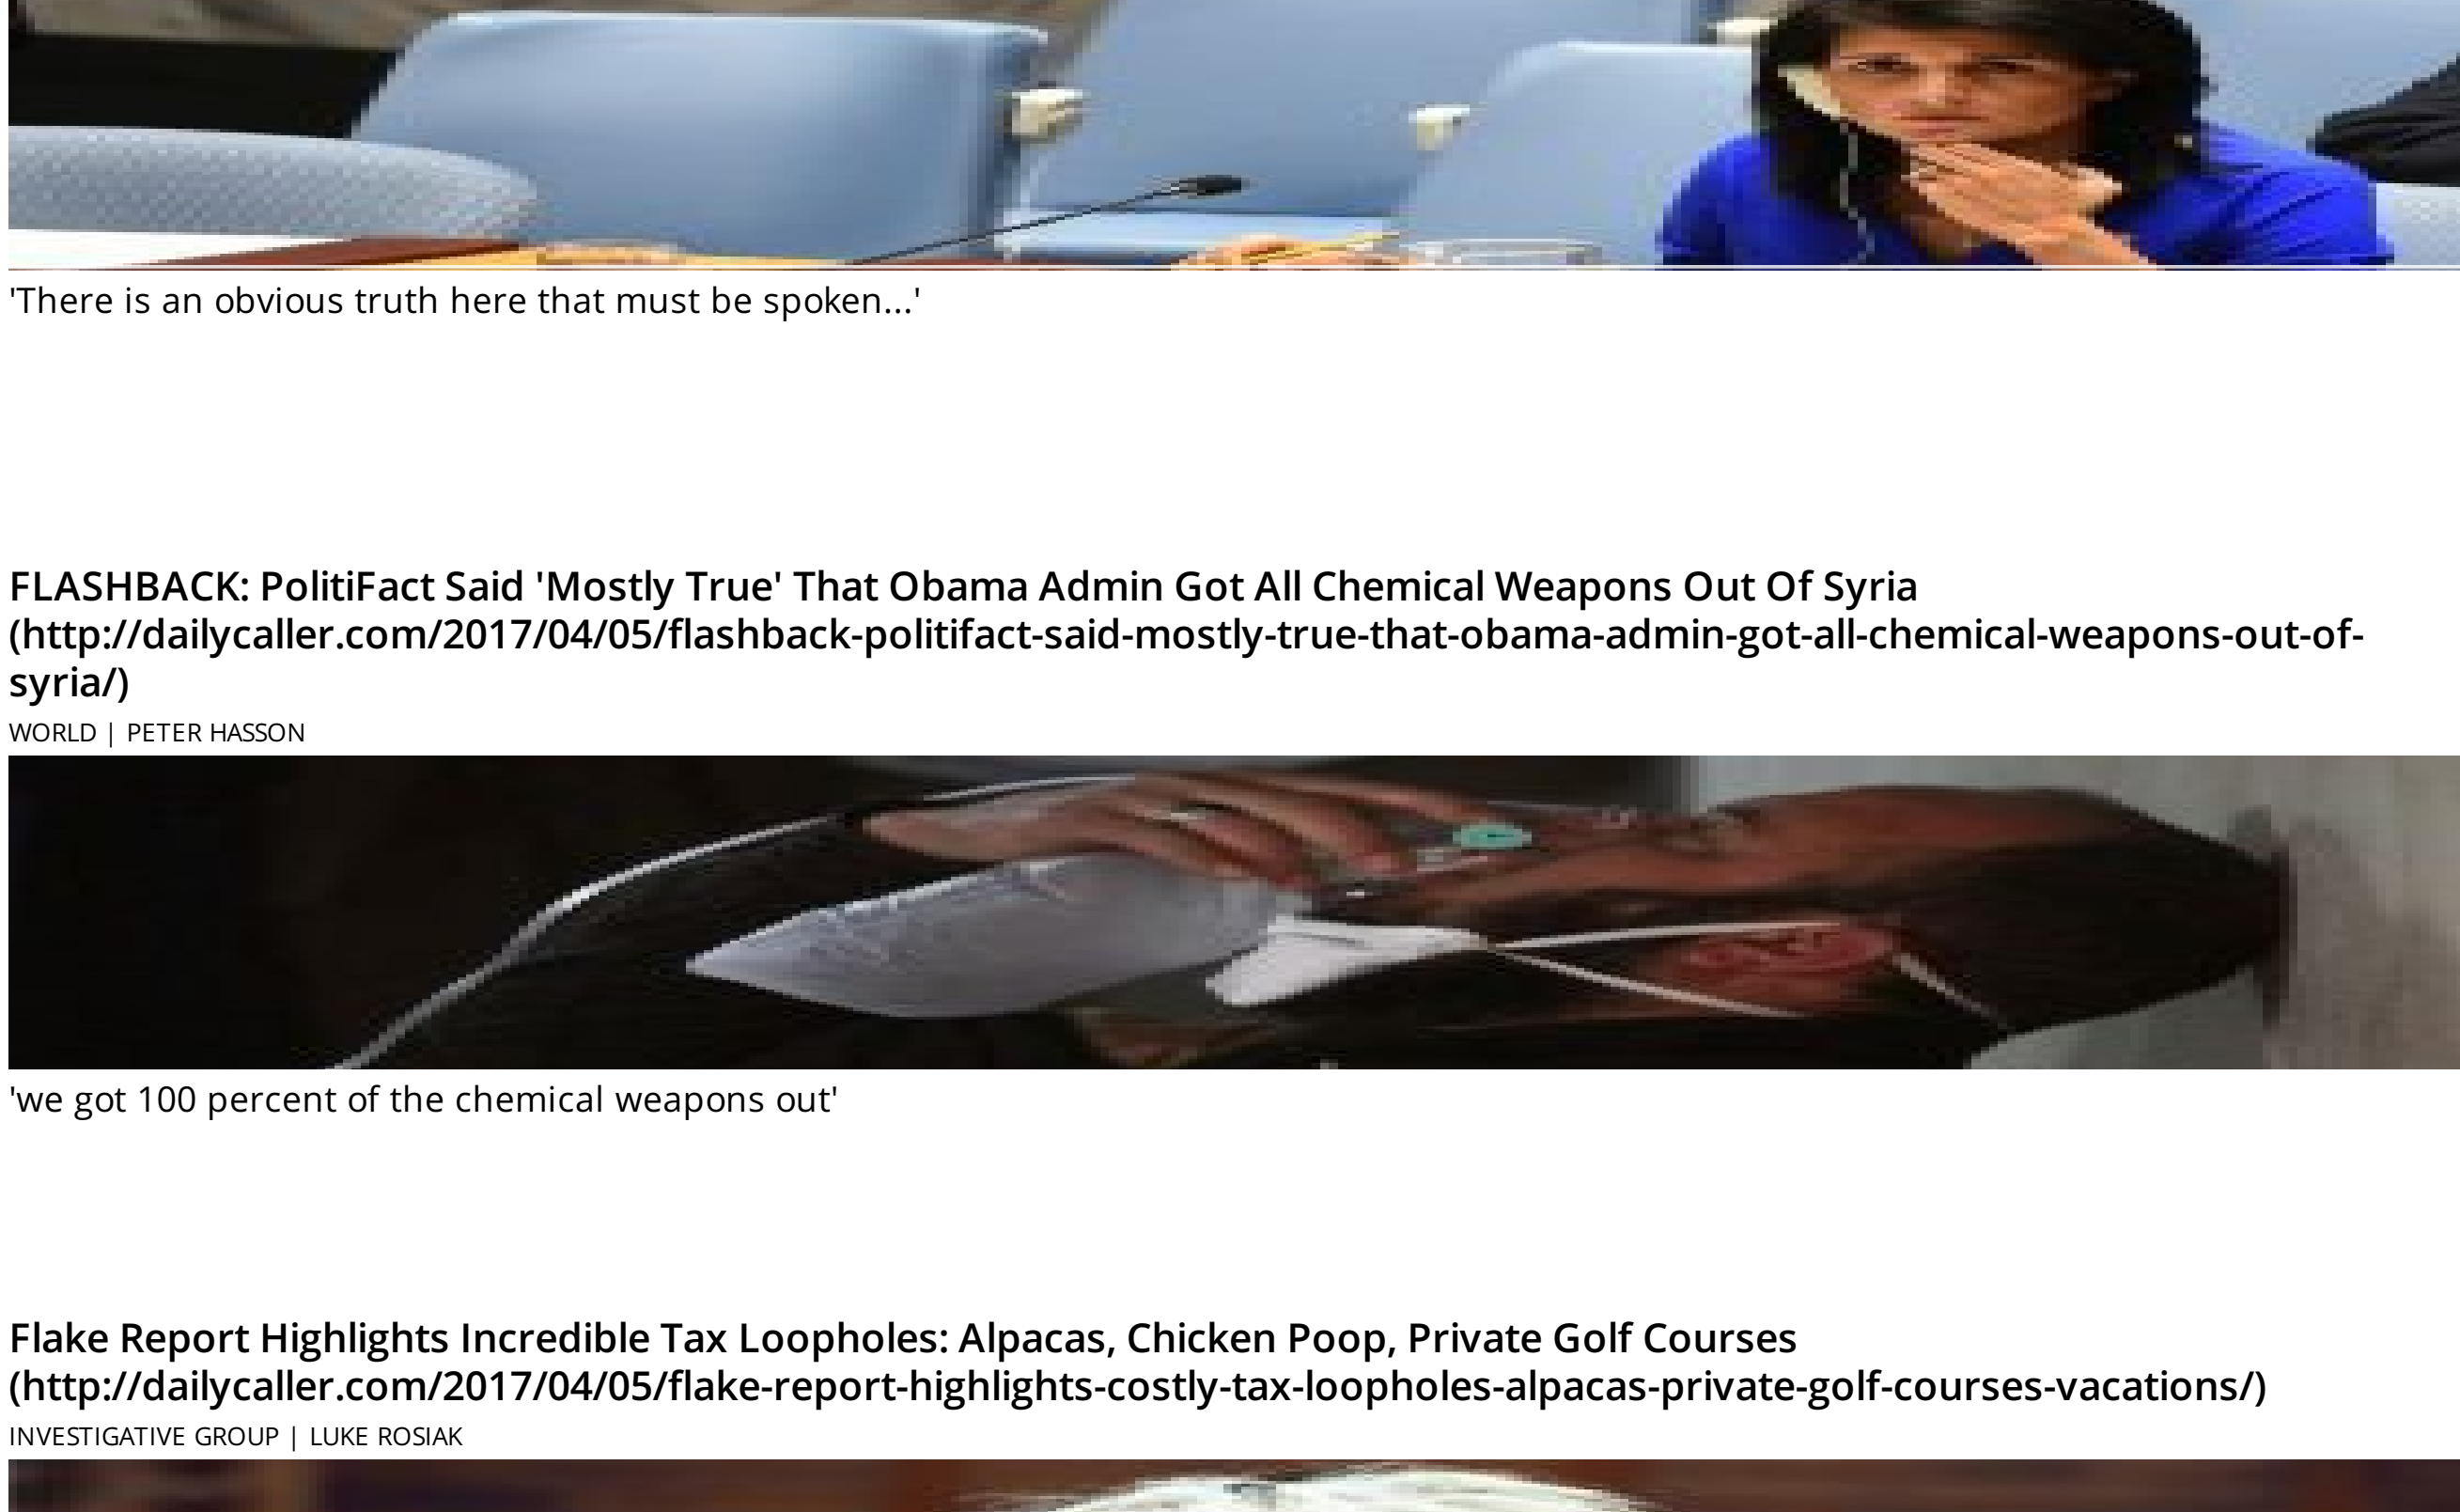 'There is an obvious truth here that must be spoken...'
FLASHBACK: PolitiFact Said 'Mostly True' That Obama Admin Got All Chemical Weapons Out Of Syria
(http://dailycaller.com/2017/04/05/flashback-politifact-said-mostly-true-that-obama-admin-got-all-chemical-weapons-out-of-
syria/)
WORLD | PETER HASSON
'we got 100 percent of the chemical weapons out'
Flake Report Highlights Incredible Tax Loopholes: Alpacas, Chicken Poop, Private Golf Courses
(http://dailycaller.com/2017/04/05/flake-report-highlights-costly-tax-loopholes-alpacas-private-golf-courses-vacations/)
INVESTIGATIVE GROUP | LUKE ROSIAK